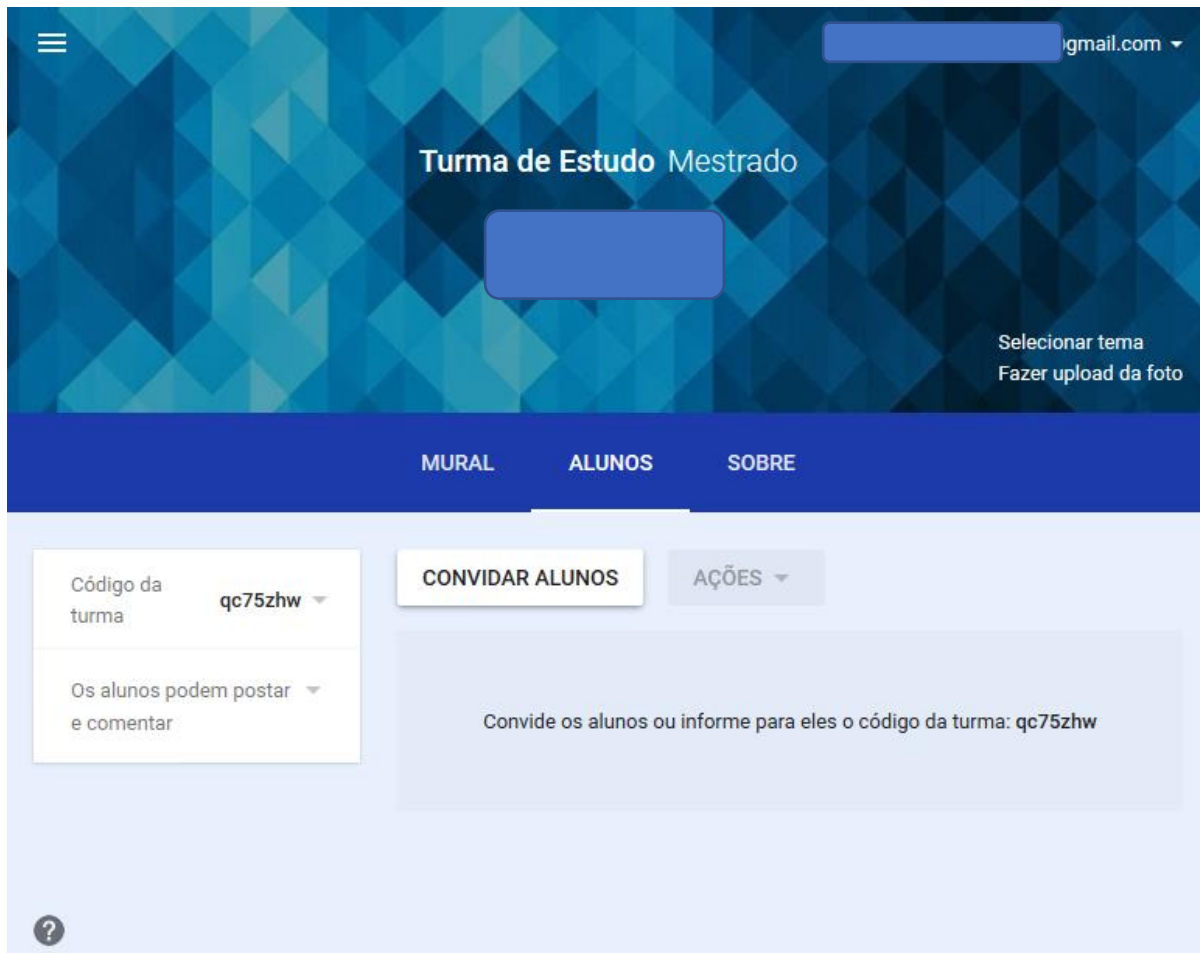 gmail.com
Turma de Estudo Mestrado
Selecionar tema
Fazer upload da foto
MURAL ALUNOS SOBRE
Código da
turma
qc75zhw
Os alunos podem postar
e comentar
CONVIDAR ALUNOS AÇÕES
Convide os alunos ou informe para eles o código da turma: qc75zhw
?